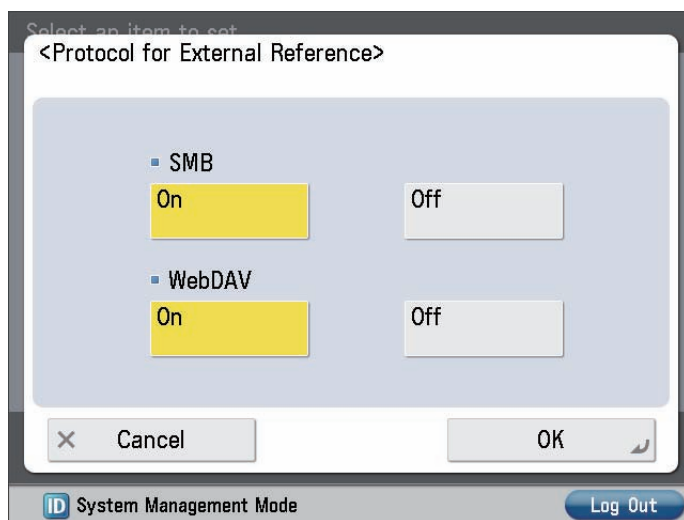 Select an item to set.
<Protocol for External Reference>
SMB
On Off
WebDAV
On Off
Cancel OK
ID System Management Mode Log Out